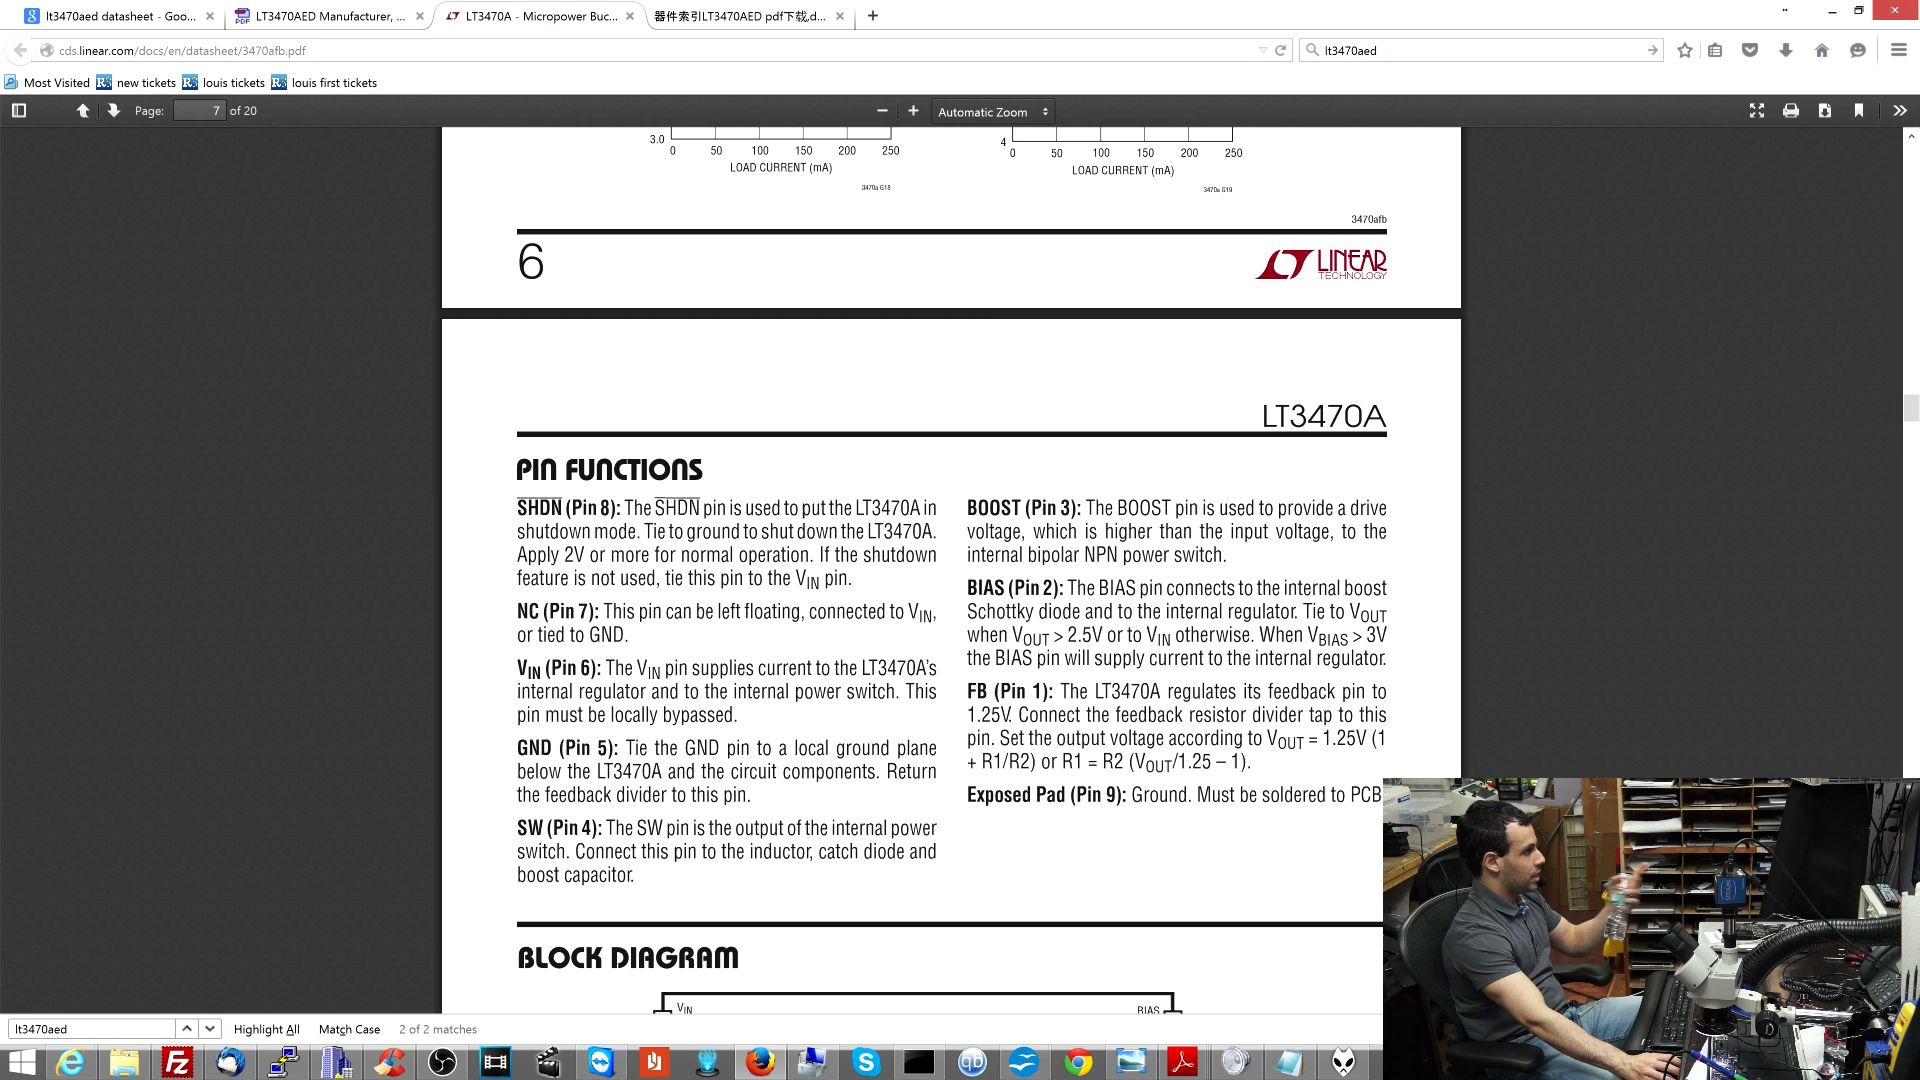 lt3470aed datasheet - Goo...
LT3470AED Manufacturer, ...
LT3470A - Micropower Buc...
器件索引LT3470AED pdf下载,d...
cds.linear.com/docs/en/datasheet/3470afb.pdf
lt3470aed
Most Visited
new tickets
louis tickets
louis first tickets
Page: 7 of 20
Automatic Zoom
3.0
0 50 100 150 200 250
LOAD CURRENT (mA)
3470a G18
4
0 50 100 150 200 250
LOAD CURRENT (mA)
3470a G19
3470afb
6
LINEAR
TECHNOLOGY
LT3470A
PIN FUNCTIONS
SHDN (Pin 8): The SHDN pin is used to put the LT3470A in
shutdown mode. Tie to ground to shut down the LT3470A.
Apply 2V or more for normal operation. If the shutdown
feature is not used, tie this pin to the VIN pin.
NC (Pin 7): This pin can be left floating, connected to VIN,
or tied to GND.
VIN (Pin 6): The VIN pin supplies current to the LT3470A's
internal regulator and to the internal power switch. This
pin must be locally bypassed.
GND (Pin 5): Tie the GND pin to a local ground plane
below the LT3470A and the circuit components. Return
the feedback divider to this pin.
SW (Pin 4): The SW pin is the output of the internal power
switch. Connect this pin to the inductor, catch diode and
boost capacitor.
BOOST (Pin 3): The BOOST pin is used to provide a drive
voltage, which is higher than the input voltage, to the
internal bipolar NPN power switch.
BIAS (Pin 2): The BIAS pin connects to the internal boost
Schottky diode and to the internal regulator. Tie to VOUT
when VOUT > 2.5V or to VIN otherwise. When VBIAS > 3V
the BIAS pin will supply current to the internal regulator.
FB (Pin 1): The LT3470A regulates its feedback pin to
1.25V. Connect the feedback resistor divider tap to this
pin. Set the output voltage according to VOUT = 1.25V (1
+ R1/R2) or R1 = R2 (VOUT/1.25 – 1).
Exposed Pad (Pin 9): Ground. Must be soldered to PCB
BLOCK DIAGRAM
VIN
BIAS
lt3470aed
Highlight All
Match Case
2 of 2 matches